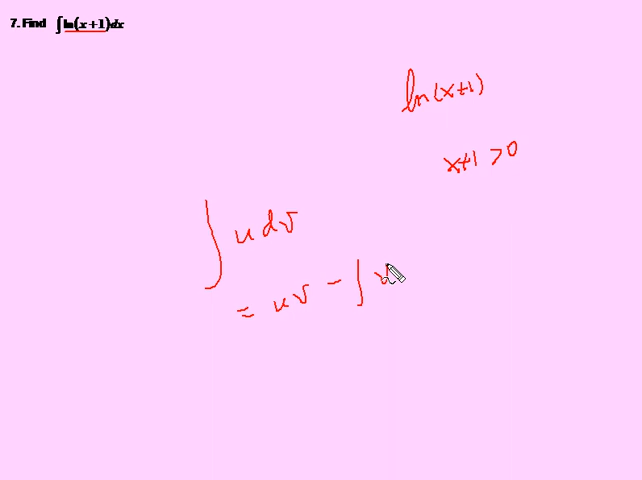 7. Find ∫ln(x+1)dx
ln(x+1)
x+1 >0
∫ u dv
= uv - ∫ v